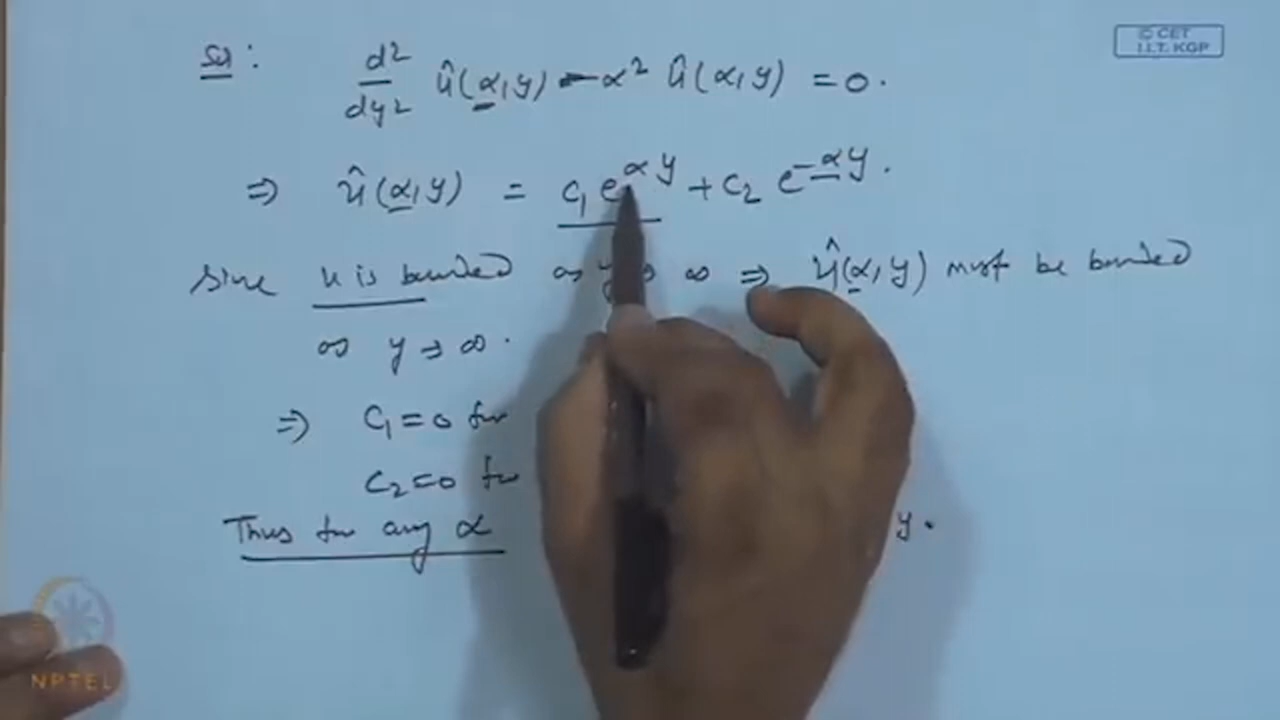 © CET
I.I.T. KGP
Sol : d²/dy² û(α,y) - α² û(α,y) = 0.
⇒ û(α,y) = c₁ e^{αy} + c₂ e^{-αy}.
Since u is bounded as y → ∞ ⇒ û(α,y) must be bounded
as y → ∞.
⇒ C₁ = 0 for
C₂ = 0 for
Thus for any α y.
NPTEL